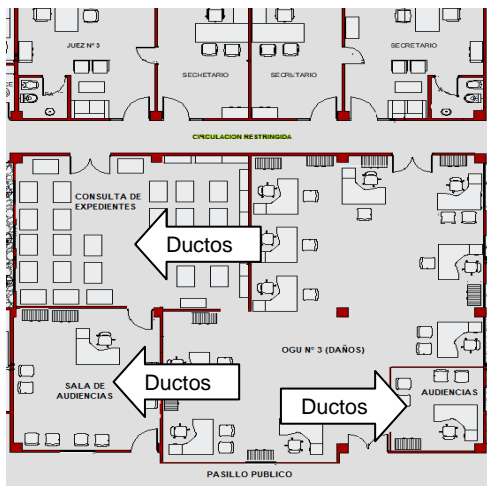 JUEZ Nº 3
SECRETARIO
SECRETARIO
SECRETARIO
CIRCULACION RESTRINGIDA
CONSULTA DE
EXPEDIENTES
Ductos
OGU Nº 3 (DAÑOS)
SALA DE
AUDIENCIAS
Ductos
Ductos
AUDIENCIAS
PASILLO PUBLICO